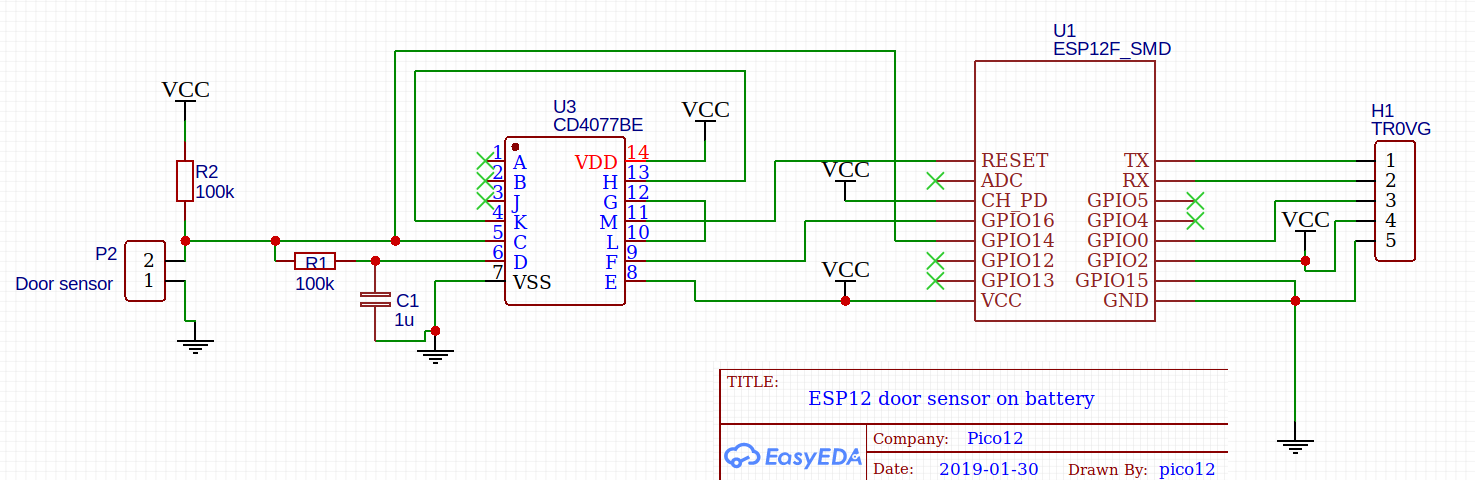 U1
ESP12F_SMD
VCC
U3
CD4077BE
VCC
H1
TR0VG
R2
100k
1 A
2 B
3 J
4 K
5 C
6 D
7 VSS
VDD 14
H 13
G 12
M 11
L 10
F 9
E 8
VCC
VCC
RESET
ADC
CH_PD
GPIO16
GPIO14
GPIO12
GPIO13
VCC
TX
RX
GPIO5
GPIO4
GPIO0
GPIO2
GPIO15
GND
VCC
1
2
3
4
5
P2
2
1
Door sensor
R1
100k
C1
1u
TITLE:
ESP12 door sensor on battery
EasyEDA
Company: Pico12
Date: 2019-01-30 Drawn By: pico12